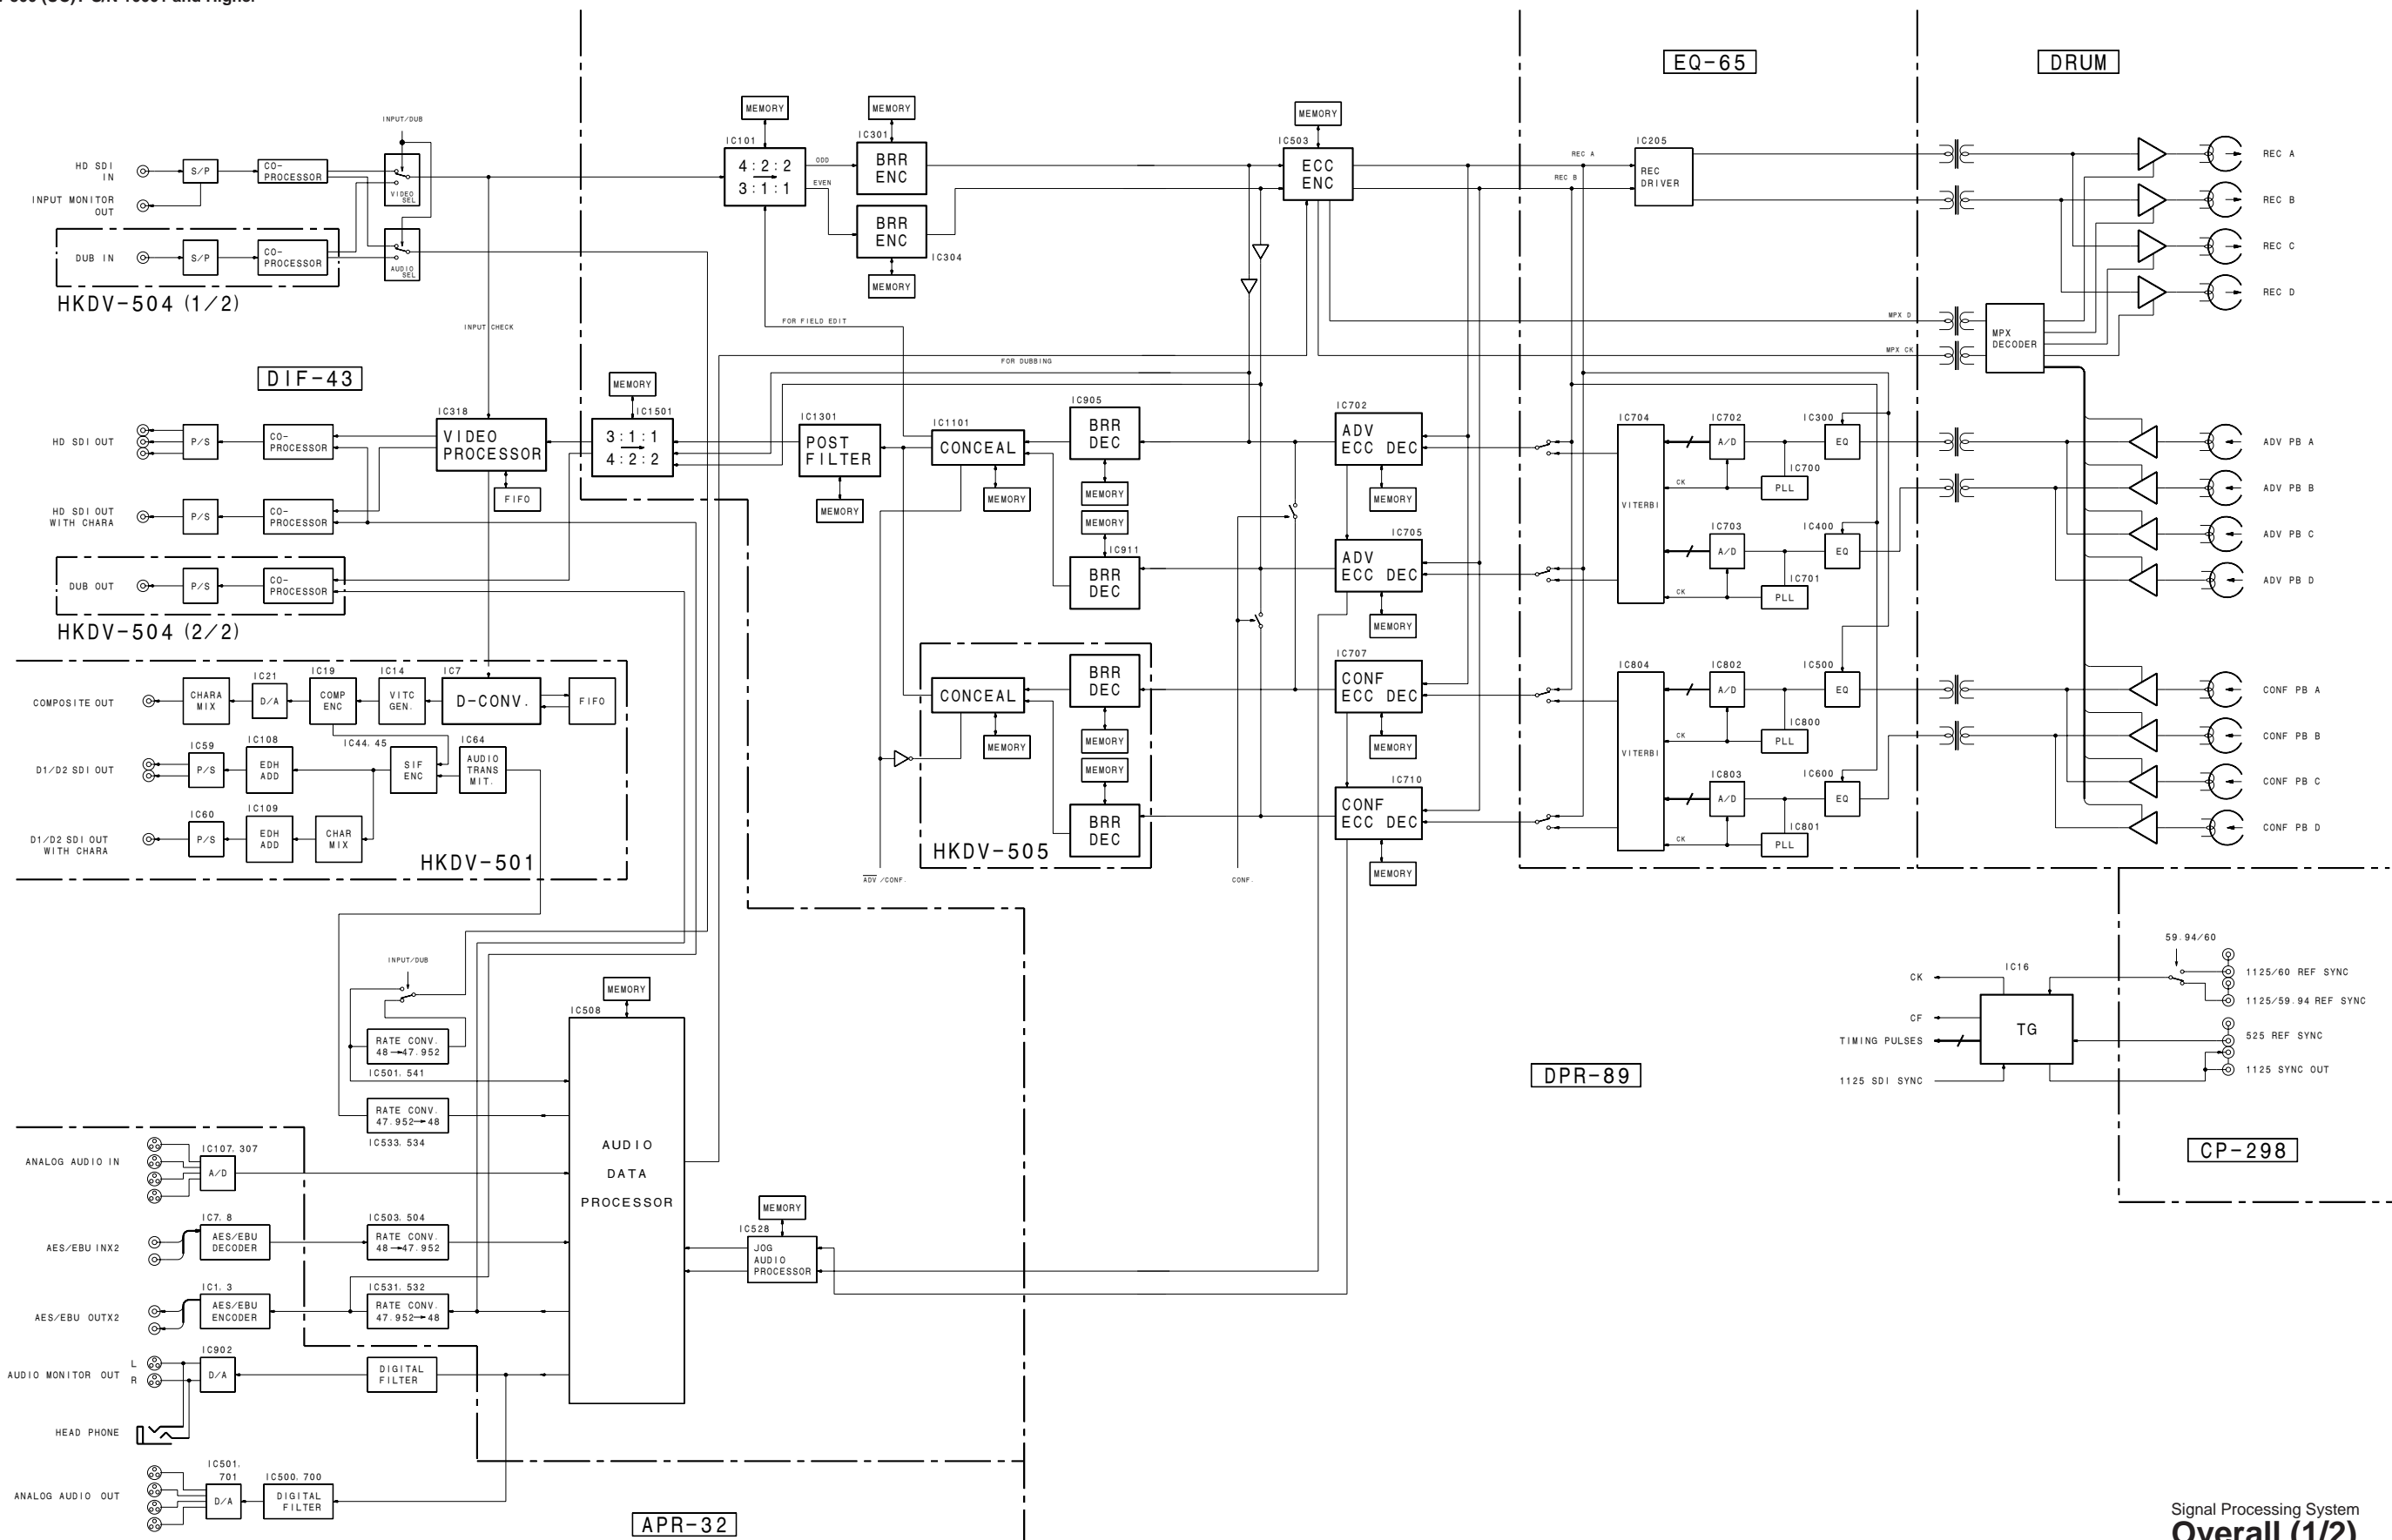 EQ-65
DRUM
INPUT/DUB
HD SDI
IN
S/P
CO-
PROCESSOR
VIDEO
SEL
INPUT MONITOR
OUT
DUB IN
S/P
CO-
PROCESSOR
AUDIO
SEL
HKDV-504 (1/2)
INPUT CHECK
MEMORY
IC101
4:2:2
3:1:1
ODD
EVEN
MEMORY
IC301
BRR
ENC
BRR
ENC
IC304
MEMORY
MEMORY
IC503
ECC
ENC
REC A
REC B
IC205
REC
DRIVER
REC A
REC B
REC C
REC D
FOR FIELD EDIT
FOR DUBBING
MPX D
MPX CK
MPX
DECODER
DIF-43
HD SDI OUT
P/S
CO-
PROCESSOR
IC318
VIDEO
PROCESSOR
FIFO
MEMORY
IC1501
3:1:1
4:2:2
IC1301
POST
FILTER
MEMORY
IC1101
CONCEAL
MEMORY
IC905
BRR
DEC
MEMORY
MEMORY
IC911
BRR
DEC
IC702
ADV
ECC DEC
MEMORY
IC705
ADV
ECC DEC
MEMORY
IC704
VITERBI
IC702
A/D
IC300
EQ
IC700
PLL
CK
IC703
A/D
IC400
EQ
IC701
PLL
CK
ADV PB A
ADV PB B
ADV PB C
ADV PB D
HD SDI OUT
WITH CHARA
P/S
CO-
PROCESSOR
DUB OUT
P/S
CO-
PROCESSOR
HKDV-504 (2/2)
COMPOSITE OUT
CHARA
MIX
IC21
D/A
IC19
COMP
ENC
IC14
VITC
GEN.
IC7
D-CONV.
FIFO
D1/D2 SDI OUT
IC59
P/S
IC108
EDH
ADD
IC44, 45
SIF
ENC
IC64
AUDIO
TRANS
MIT.
D1/D2 SDI OUT
WITH CHARA
IC60
P/S
IC109
EDH
ADD
CHAR
MIX
HKDV-501
CONCEAL
MEMORY
BRR
DEC
MEMORY
MEMORY
BRR
DEC
HKDV-505
ADV /CONF.
CONF.
IC707
CONF
ECC DEC
MEMORY
IC710
CONF
ECC DEC
MEMORY
IC804
VITERBI
IC802
A/D
IC500
EQ
IC800
PLL
CK
IC803
A/D
IC600
EQ
IC801
PLL
CK
CONF PB A
CONF PB B
CONF PB C
CONF PB D
INPUT/DUB
RATE CONV.
48→47.952
IC501, 541
RATE CONV.
47.952→48
IC533, 534
MEMORY
IC508
AUDIO
DATA
PROCESSOR
ANALOG AUDIO IN
IC107, 307
A/D
AES/EBU INX2
IC7, 8
AES/EBU
DECODER
IC503, 504
RATE CONV.
48→47.952
AES/EBU OUTX2
IC1, 3
AES/EBU
ENCODER
IC531, 532
RATE CONV.
47.952→48
MEMORY
IC528
JOG
AUDIO
PROCESSOR
AUDIO MONITOR OUT
L
R
IC902
D/A
DIGITAL
FILTER
HEAD PHONE
ANALOG AUDIO OUT
IC501,
701
D/A
IC500, 700
DIGITAL
FILTER
APR-32
DPR-89
59.94/60
IC16
TG
CK
CF
TIMING PULSES
1125 SDI SYNC
1125/60 REF SYNC
1125/59.94 REF SYNC
525 REF SYNC
1125 SYNC OUT
CP-298
Signal Processing System
Overall (1/2)